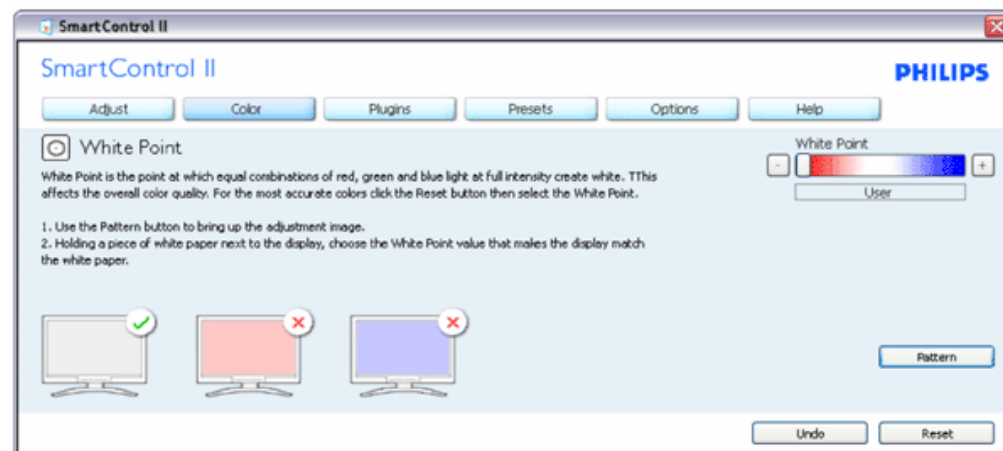 SmartControl II
SmartControl II
PHILIPS
Adjust
Color
Plugins
Presets
Options
Help
White Point
White Point is the point at which equal combinations of red, green and blue light at full intensity create white. TThis
affects the overall color quality. For the most accurate colors click the Reset button then select the White Point.
1. Use the Pattern button to bring up the adjustment image.
2. Holding a piece of white paper next to the display, choose the White Point value that makes the display match
the white paper.
White Point
- +
User
Pattern
Undo
Reset